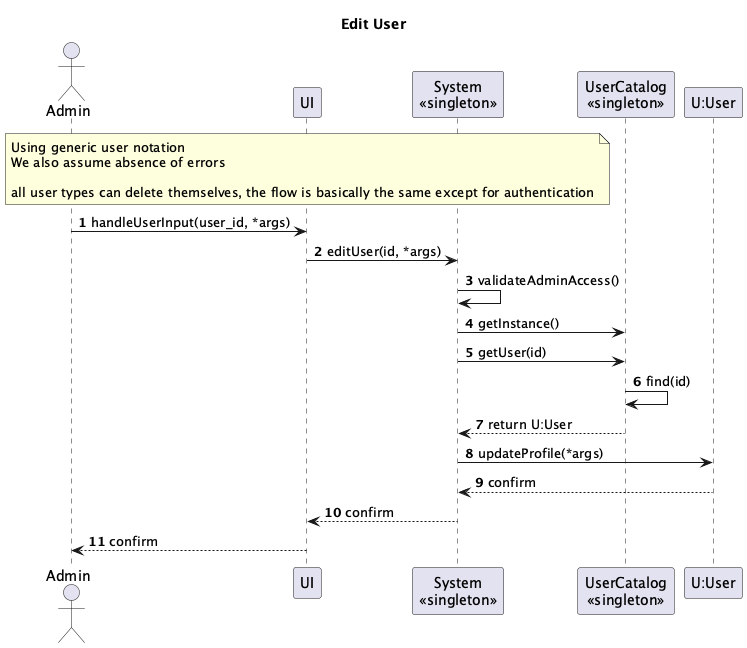 Edit User
Admin
UI
System
«singleton»
UserCatalog
«singleton»
U:User
Using generic user notation
We also assume absence of errors
all user types can delete themselves, the flow is basically the same except for authentication
1 handleUserInput(user_id, *args)
2 editUser(id, *args)
3 validateAdminAccess()
4 getInstance()
5 getUser(id)
6 find(id)
7 return U:User
8 updateProfile(*args)
9 confirm
10 confirm
11 confirm
Admin
UI
System
«singleton»
UserCatalog
«singleton»
U:User